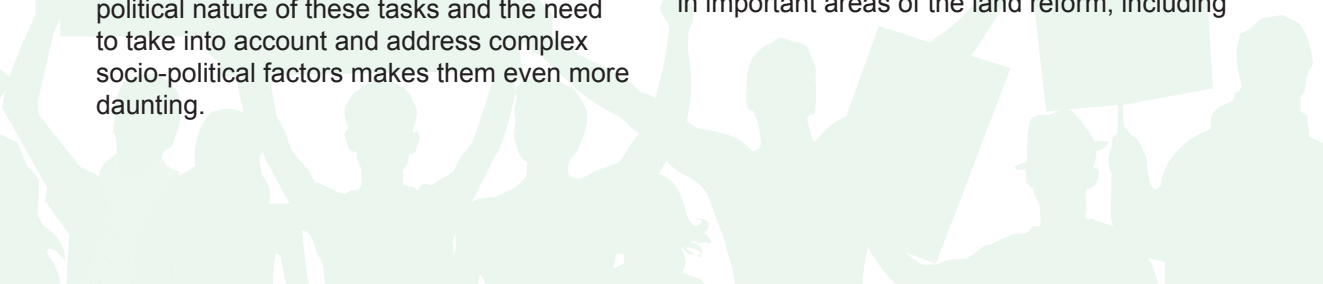 political nature of these tasks and the need
to take into account and address complex
socio-political factors makes them even more
daunting.
in important areas of the land reform, including